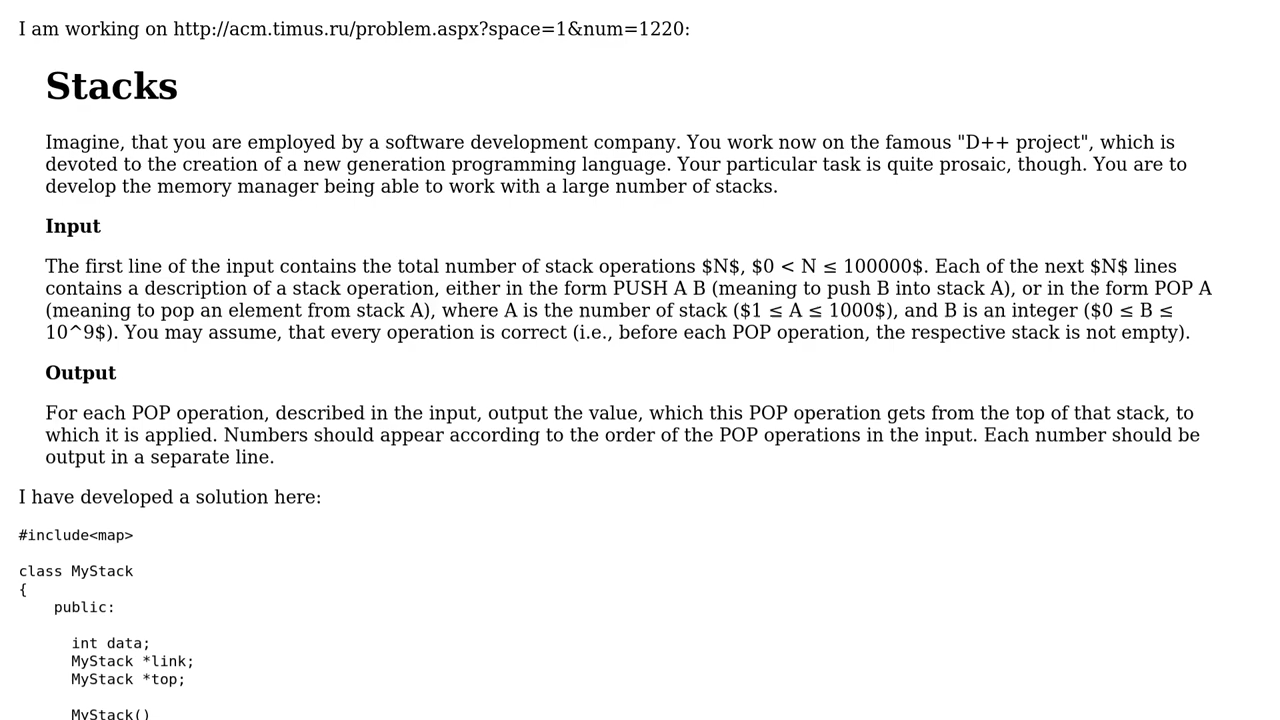 I am working on http://acm.timus.ru/problem.aspx?space=1&num=1220:
Stacks
Imagine, that you are employed by a software development company. You work now on the famous "D++ project", which is
devoted to the creation of a new generation programming language. Your particular task is quite prosaic, though. You are to
develop the memory manager being able to work with a large number of stacks.
Input
The first line of the input contains the total number of stack operations $N$, $0 < N ≤ 100000$. Each of the next $N$ lines
contains a description of a stack operation, either in the form PUSH A B (meaning to push B into stack A), or in the form POP A
(meaning to pop an element from stack A), where A is the number of stack ($1 ≤ A ≤ 1000$), and B is an integer ($0 ≤ B ≤
10^9$). You may assume, that every operation is correct (i.e., before each POP operation, the respective stack is not empty).
Output
For each POP operation, described in the input, output the value, which this POP operation gets from the top of that stack, to
which it is applied. Numbers should appear according to the order of the POP operations in the input. Each number should be
output in a separate line.
I have developed a solution here:
#include<map>
class MyStack
{
public:
int data;
MyStack *link;
MyStack *top;
MyStack()